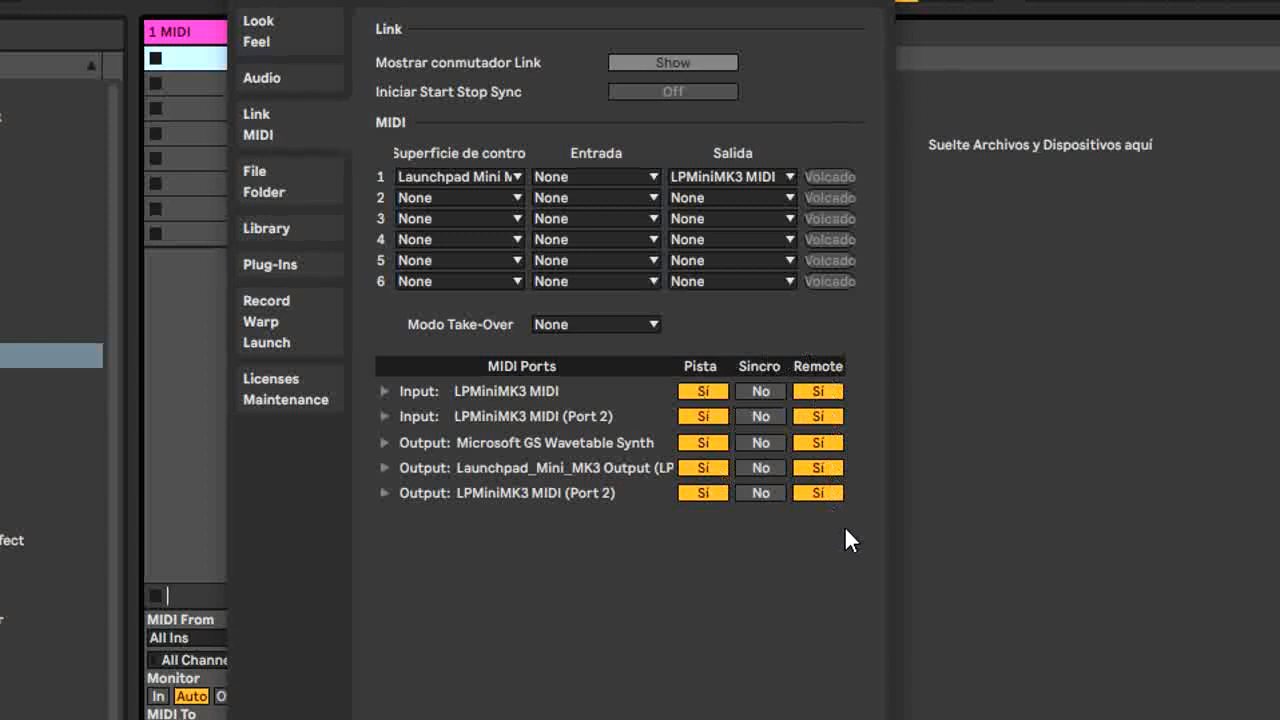 1 MIDI
Look
Feel
Audio
Link
MIDI
File
Folder
Library
Plug-Ins
Record
Warp
Launch
Licenses
Maintenance
Link
Mostrar conmutador Link Show
Iniciar Start Stop Sync Off
MIDI
Superficie de contro Entrada Salida
1 Launchpad Mini M None LPMiniMK3 MIDI Volcado
2 None None None Volcado
3 None None None Volcado
4 None None None Volcado
5 None None None Volcado
6 None None None Volcado
Modo Take-Over None
MIDI Ports Pista Sincro Remote
Input: LPMiniMK3 MIDI Sí No Sí
Input: LPMiniMK3 MIDI (Port 2) Sí No Sí
Output: Microsoft GS Wavetable Synth Sí No Sí
Output: Launchpad_Mini_MK3 Output (LP Sí No Sí
Output: LPMiniMK3 MIDI (Port 2) Sí No Sí
Suelte Archivos y Dispositivos aquí
fect
MIDI From
All Ins
All Channe
Monitor
In Auto O
MIDI To